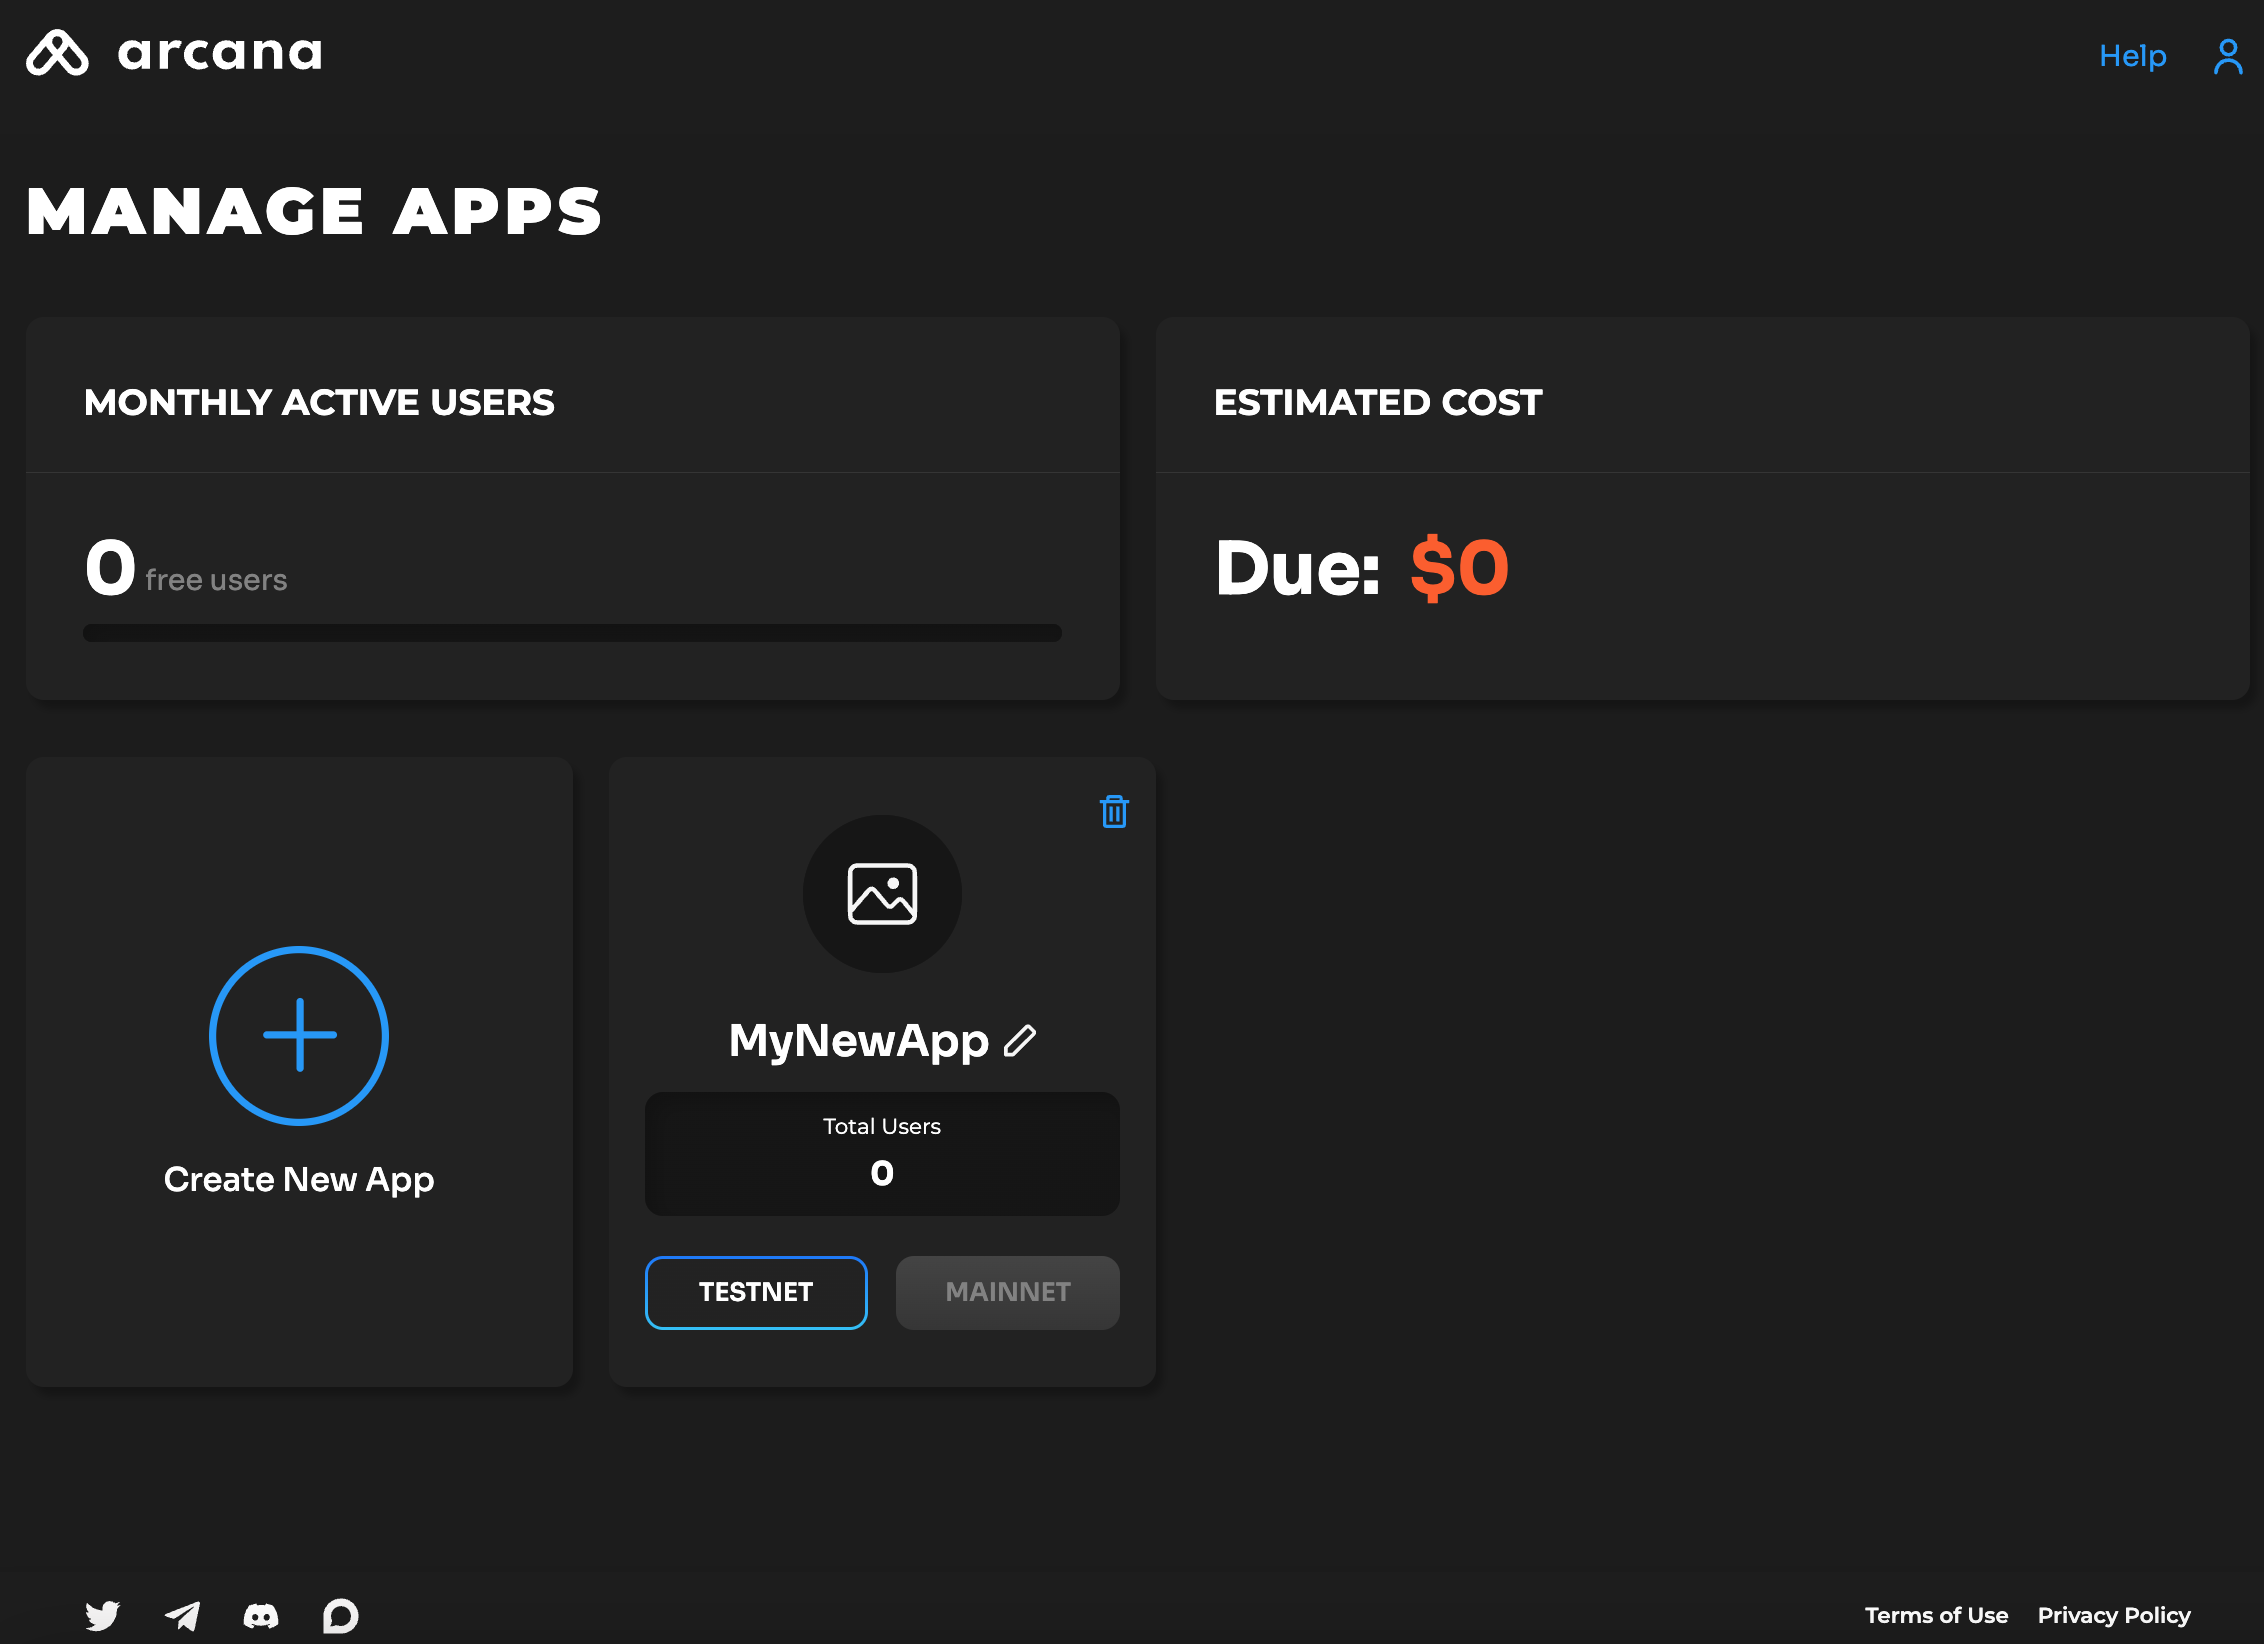 arcana
Help
MANAGE APPS
MONTHLY ACTIVE USERS
0 free users
ESTIMATED COST
Due: $0
Create New App
MyNewApp
Total Users
0
TESTNET
MAINNET
Terms of Use
Privacy Policy